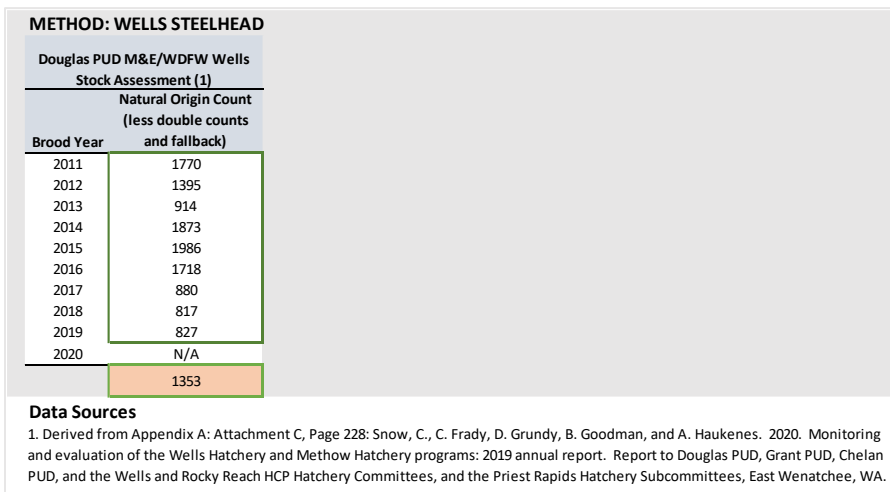 METHOD: WELLS STEELHEAD
Douglas PUD M&E/WDFW Wells
Stock Assessment (1)
Natural Origin Count
(less double counts
Brood Year and fallback)
2011 1770
2012 1395
2013 914
2014 1873
2015 1986
2016 1718
2017 880
2018 817
2019 827
2020 N/A
1353
Data Sources
1. Derived from Appendix A: Attachment C, Page 228: Snow, C., C. Frady, D. Grundy, B. Goodman, and A. Haukenes. 2020. Monitoring
and evaluation of the Wells Hatchery and Methow Hatchery programs: 2019 annual report. Report to Douglas PUD, Grant PUD, Chelan
PUD, and the Wells and Rocky Reach HCP Hatchery Committees, and the Priest Rapids Hatchery Subcommittees, East Wenatchee, WA.